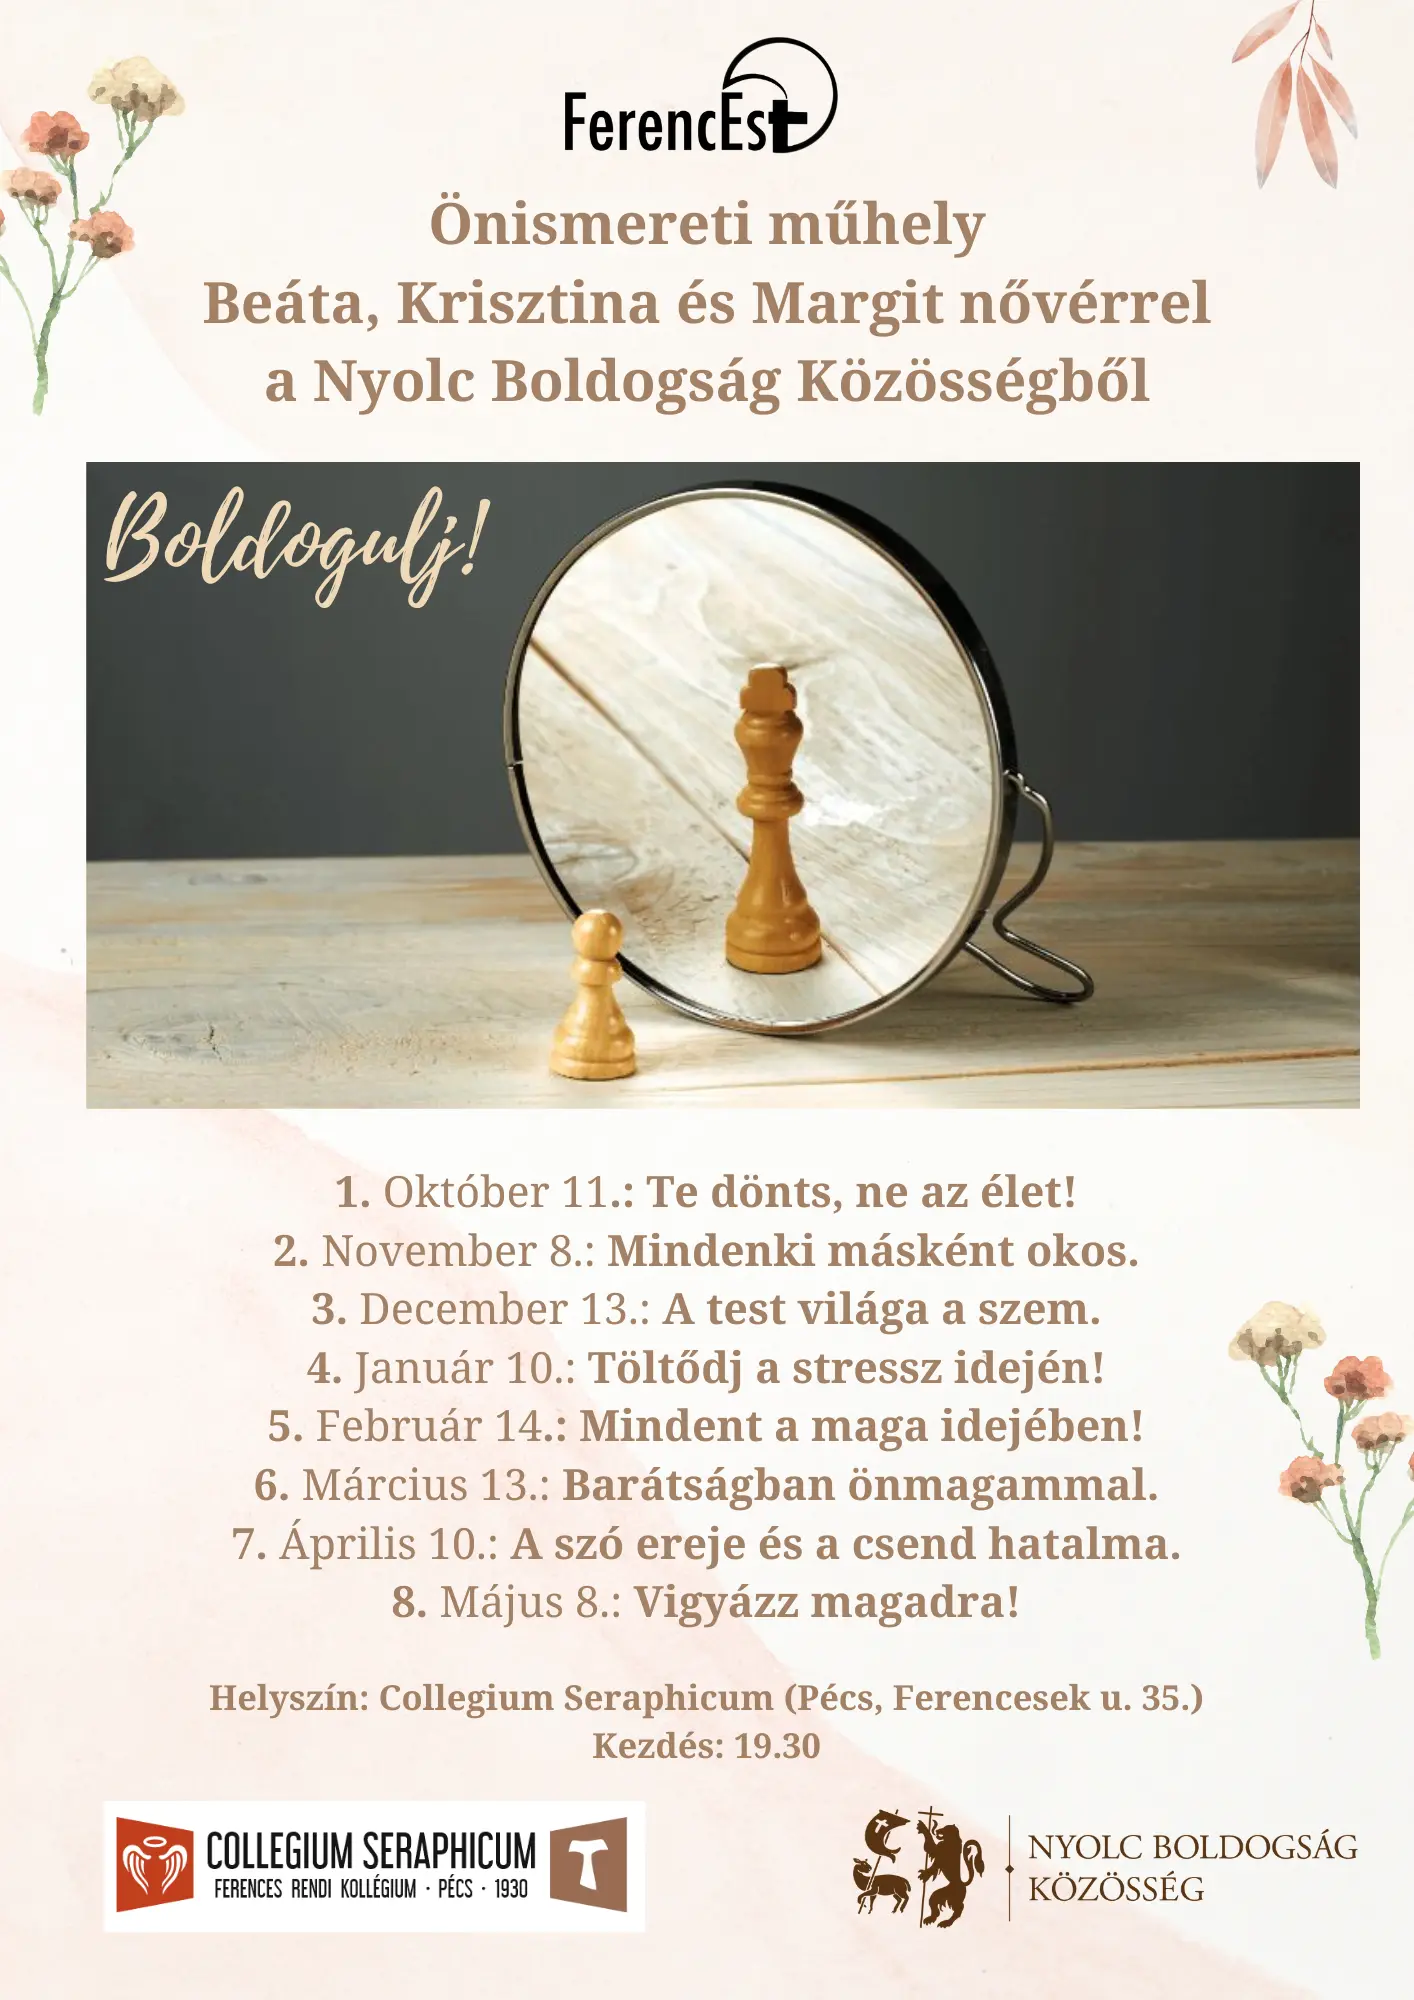 FerencEst
Önismereti műhely
Beáta, Krisztina és Margit nővérrel
a Nyolc Boldogság Közösségből
Boldogulj!
1. Október 11.: Te dönts, ne az élet!
2. November 8.: Mindenki másként okos.
3. December 13.: A test világa a szem.
4. Január 10.: Töltődj a stressz idején!
5. Február 14.: Mindent a maga idejében!
6. Március 13.: Barátságban önmagammal.
7. Április 10.: A szó ereje és a csend hatalma.
8. Május 8.: Vigyázz magadra!
Helyszín: Collegium Seraphicum (Pécs, Ferencesek u. 35.)
Kezdés: 19.30
COLLEGIUM SERAPHICUM
FERENCES RENDI KOLLÉGIUM · PÉCS · 1930
NYOLC BOLDOGSÁG
KÖZÖSSÉG